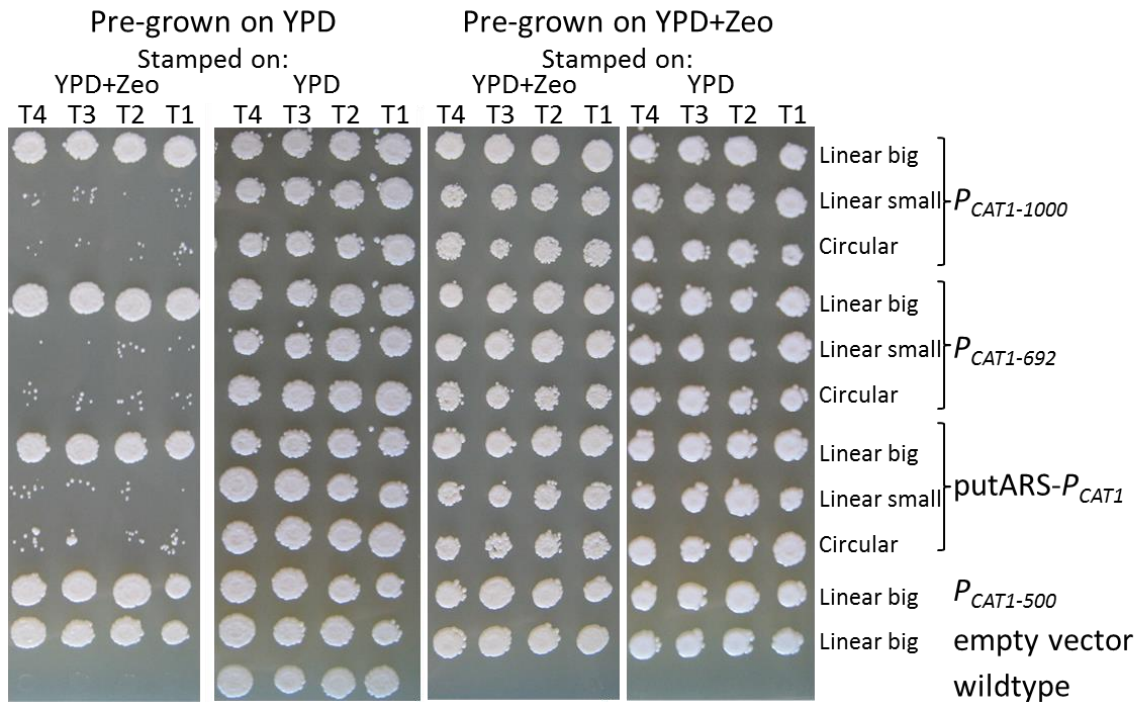 Pre-grown on YPD Pre-grown on YPD+Zeo
Stamped on: Stamped on:
YPD+Zeo YPD YPD+Zeo YPD
T4 T3 T2 T1 T4 T3 T2 T1 T4 T3 T2 T1 T4 T3 T2 T1
Linear big
Linear small P_CAT1-1000
Circular
Linear big
Linear small P_CAT1-692
Circular
Linear big
Linear small putARS-P_CAT1
Circular
Linear big P_CAT1-500
Linear big empty vector
wildtype